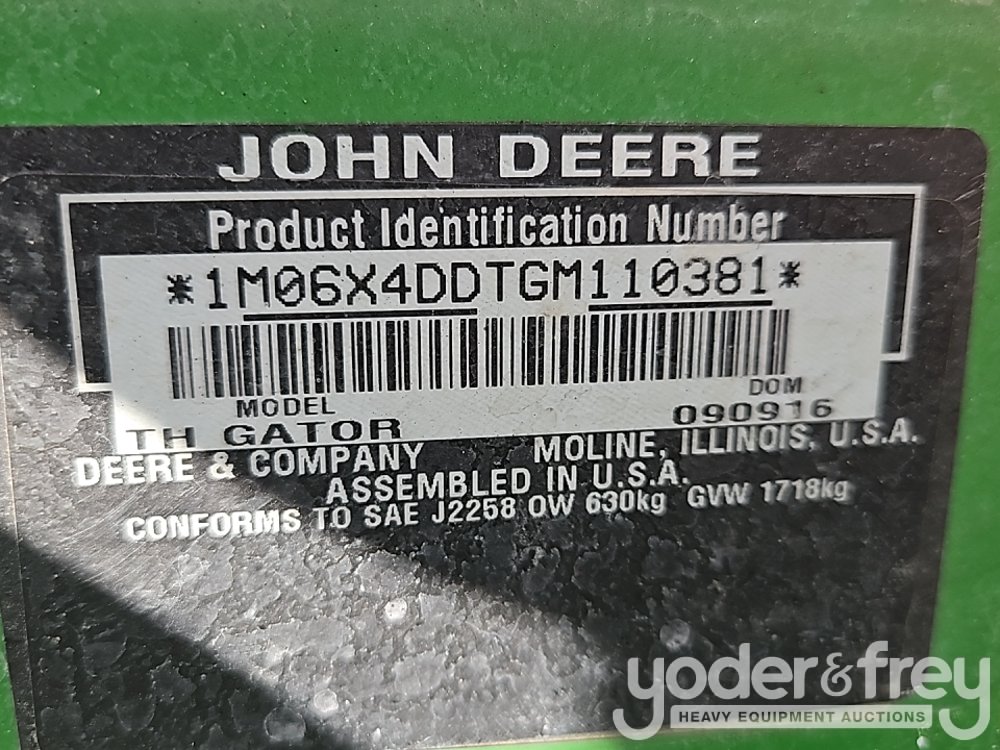 JOHN DEERE
Product Identification Number
*1M06X4DDTGM110381*
DOM
MODEL
090916
TH GATOR
DEERE & COMPANY MOLINE, ILLINOIS, U.S.A.
ASSEMBLED IN U.S.A.
CONFORMS TO SAE J2258 OW 630kg GVW 1718kg
yoder&frey
HEAVY EQUIPMENT AUCTIONS